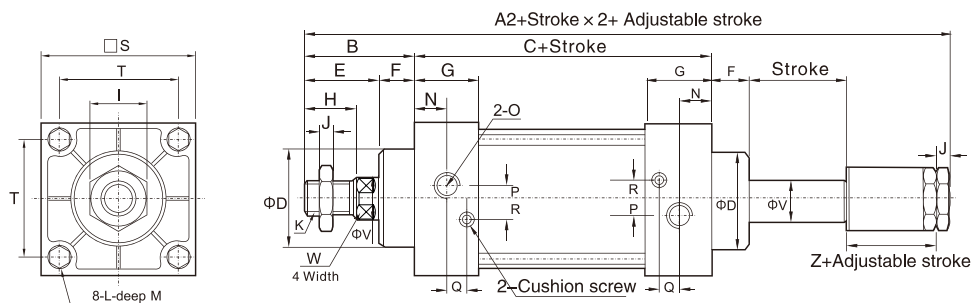 A2+Stroke × 2+ Adjustable stroke
□S
B
C+Stroke
T
E
F
G
G
F
Stroke
I
H
N
N
J
2-O
J
T
P
R
R
P
ΦD
ΦD
ΦV
K
ΦV
W
4 Width
Z+Adjustable stroke
Q
2-Cushion screw
Q
8-L-deep M